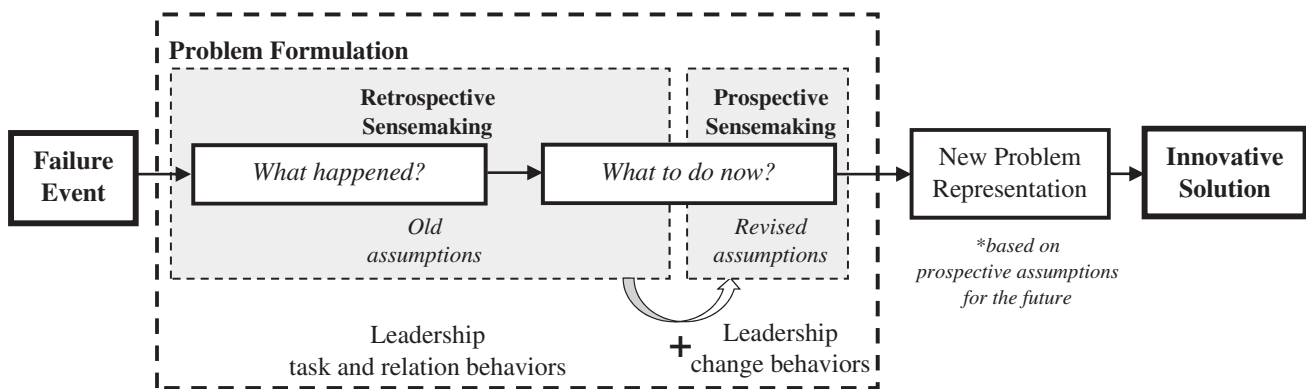 Problem Formulation
Retrospective
Sensemaking
Prospective
Sensemaking
Failure
Event
What happened?
What to do now?
New Problem
Representation
Innovative
Solution
Old
assumptions
Revised
assumptions
*based on
prospective assumptions
for the future
Leadership
task and relation behaviors
+
Leadership
change behaviors